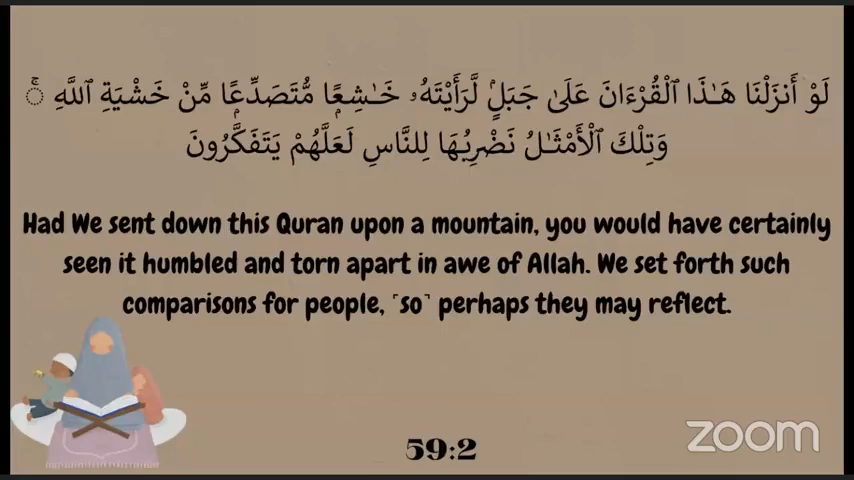 لَوْ أَنزَلْنَا هَـٰذَا ٱلْقُرْءَانَ عَلَىٰ جَبَلٍۢ لَّرَأَيْتَهُۥ خَـٰشِعًۭا مُّتَصَدِّعًۭا مِّنْ خَشْيَةِ ٱللَّهِ ۚ
وَتِلْكَ ٱلْأَمْثَـٰلُ نَضْرِبُهَا لِلنَّاسِ لَعَلَّهُمْ يَتَفَكَّرُونَ
Had We sent down this Quran upon a mountain, you would have certainly
seen it humbled and torn apart in awe of Allah. We set forth such
comparisons for people, ˹so˺ perhaps they may reflect.
59:2
zoom